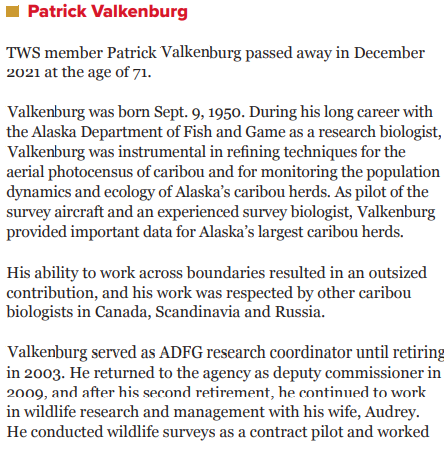 Patrick Valkenburg
TWS member Patrick Valkenburg passed away in December
2021 at the age of 71.
Valkenburg was born Sept. 9, 1950. During his long career with
the Alaska Department of Fish and Game as a research biologist,
Valkenburg was instrumental in refining techniques for the
aerial photocensus of caribou and for monitoring the population
dynamics and ecology of Alaska's caribou herds. As pilot of the
survey aircraft and an experienced survey biologist, Valkenburg
provided important data for Alaska's largest caribou herds.
His ability to work across boundaries resulted in an outsized
contribution, and his work was respected by other caribou
biologists in Canada, Scandinavia and Russia.
Valkenburg served as ADFG research coordinator until retiring
in 2003. He returned to the agency as deputy commissioner in
2009, and after his second retirement, he continued to work
in wildlife research and management with his wife, Audrey.
He conducted wildlife surveys as a contract pilot and worked